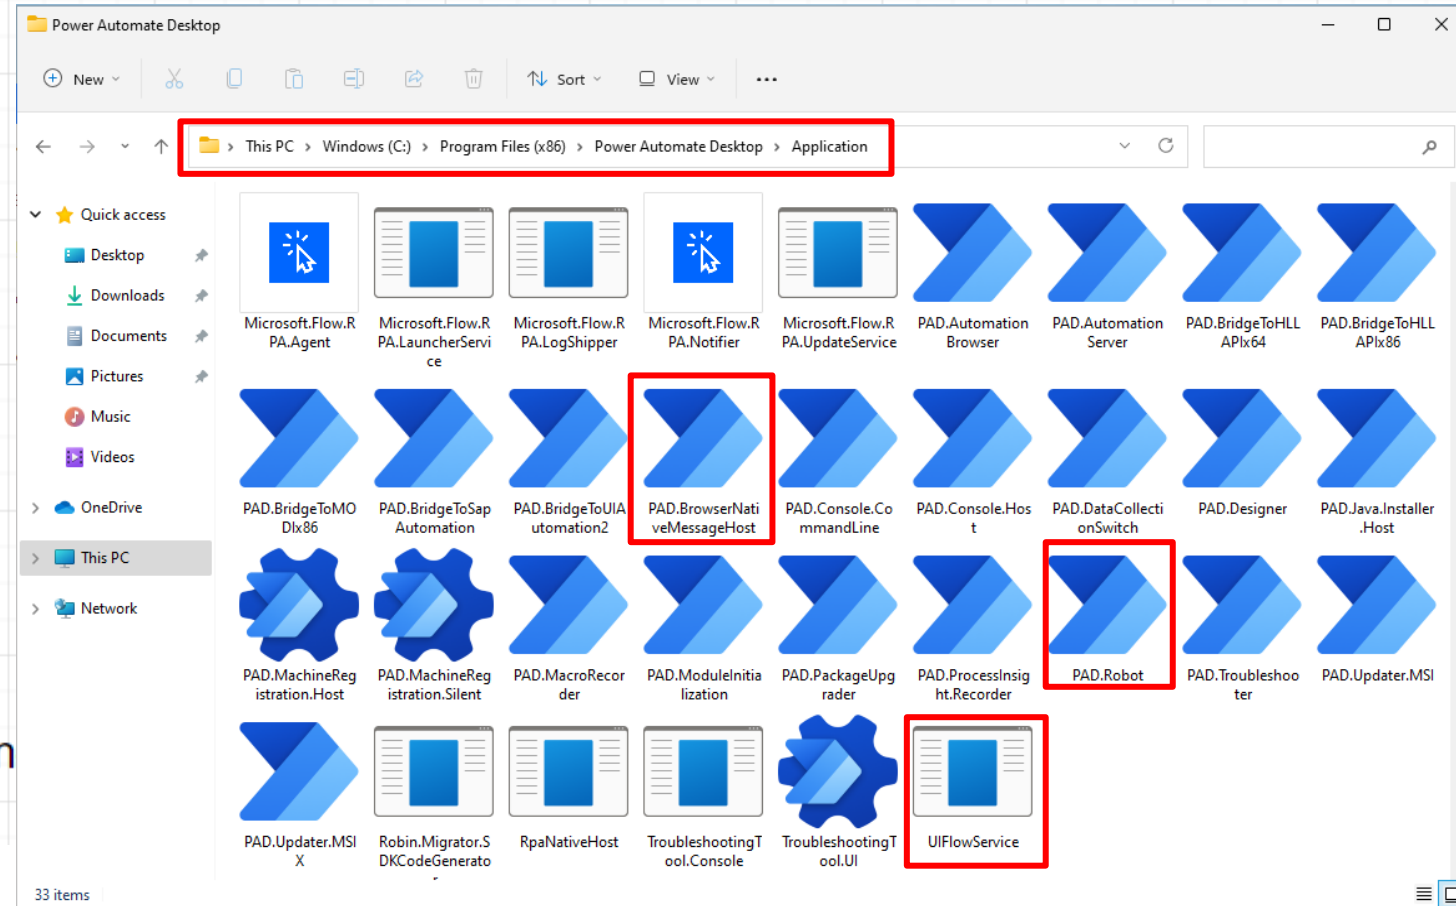 Power Automate Desktop
New
Sort
View
This PC > Windows (C:) > Program Files (x86) > Power Automate Desktop > Application
Quick access
Desktop
Downloads
Documents
Pictures
Music
Videos
OneDrive
This PC
Network
Microsoft.Flow.R
PA.Agent
Microsoft.Flow.R
PA.LauncherServi
ce
Microsoft.Flow.R
PA.LogShipper
Microsoft.Flow.R
PA.Notifier
Microsoft.Flow.R
PA.UpdateService
PAD.Automation
Browser
PAD.Automation
Server
PAD.BridgeToHLL
APIx64
PAD.BridgeToHLL
APIx86
PAD.BridgeToMO
DIx86
PAD.BridgeToSap
Automation
PAD.BridgeToUIA
utomation2
PAD.BrowserNati
veMessageHost
PAD.Console.Co
mmandLine
PAD.Console.Hos
t
PAD.DataCollecti
onSwitch
PAD.Designer
PAD.Java.Installer
.Host
PAD.MachineReg
istration.Host
PAD.MachineReg
istration.Silent
PAD.MacroRecor
der
PAD.ModuleInitia
lization
PAD.PackageUpg
rader
PAD.ProcessInsig
ht.Recorder
PAD.Robot
PAD.Troubleshoo
ter
PAD.Updater.MSI
PAD.Updater.MSI
X
Robin.Migrator.S
DKCodeGenerato
RpaNativeHost
TroubleshootingT
ool.Console
TroubleshootingT
ool.UI
UIFlowService
33 items